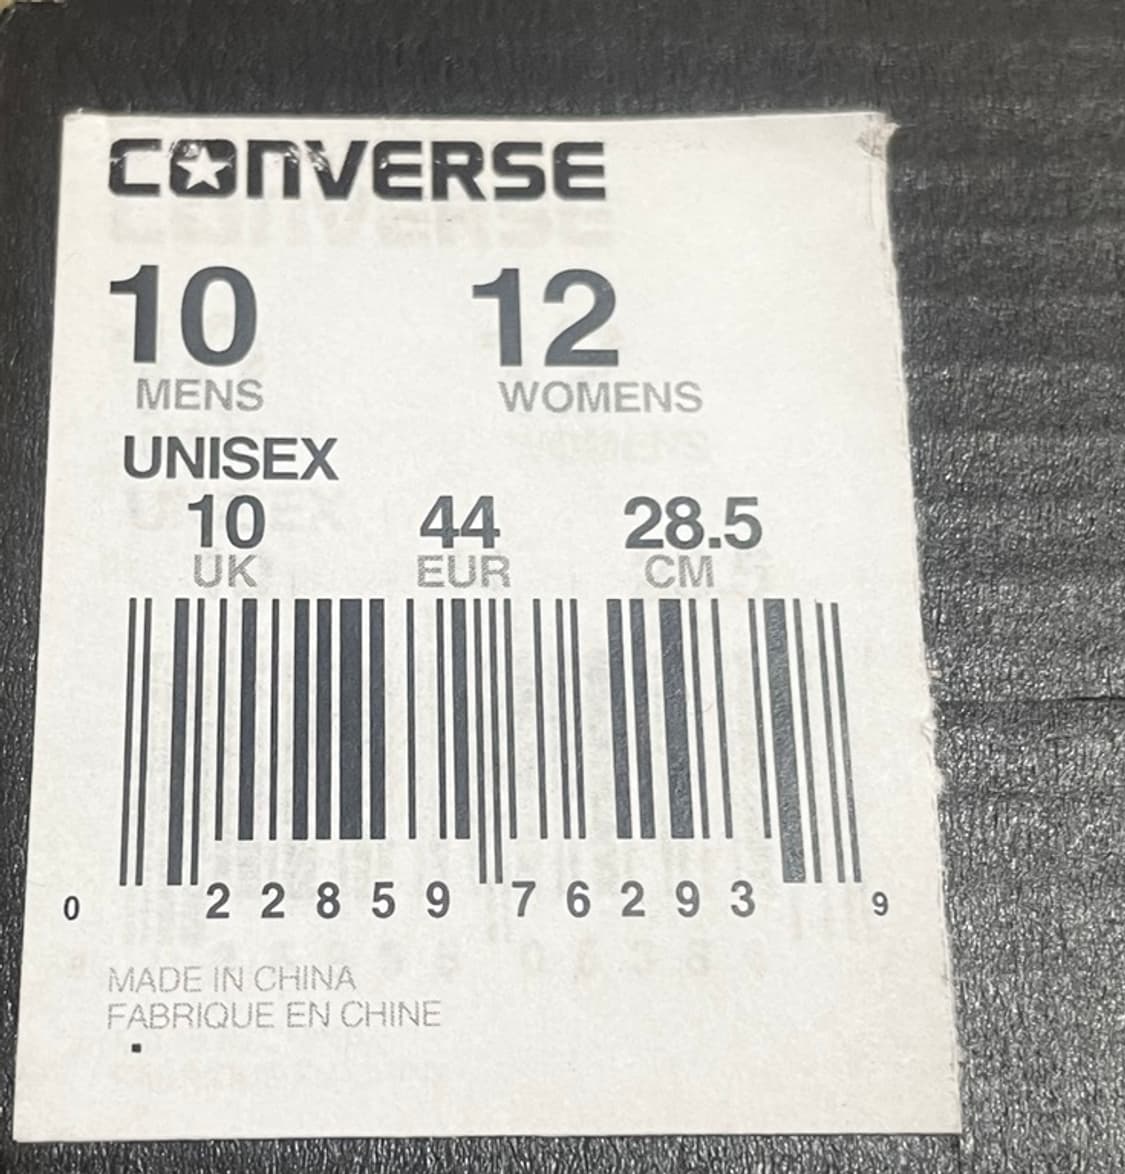 CONVERSE
10 12
MENS WOMENS
UNISEX
10 44 28.5
UK EUR CM
0 22859 76293 9
MADE IN CHINA
FABRIQUE EN CHINE